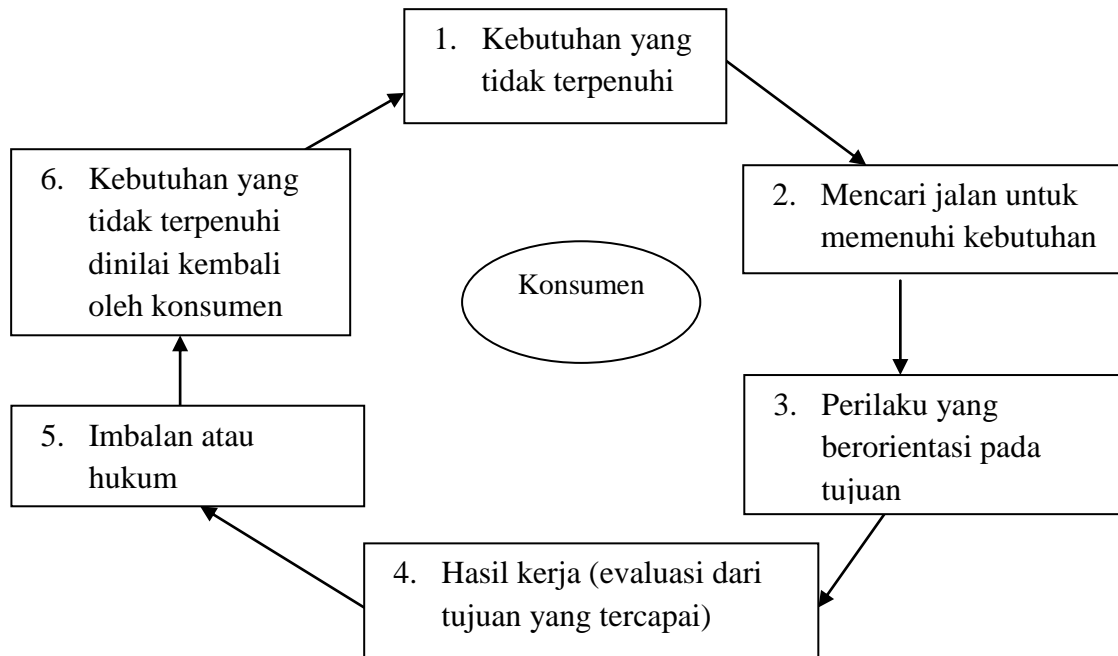 1. Kebutuhan yang
tidak terpenuhi
2. Mencari jalan untuk
memenuhi kebutuhan
3. Perilaku yang
berorientasi pada
tujuan
4. Hasil kerja (evaluasi dari
tujuan yang tercapai)
5. Imbalan atau
hukum
6. Kebutuhan yang
tidak terpenuhi
dinilai kembali
oleh konsumen
Konsumen